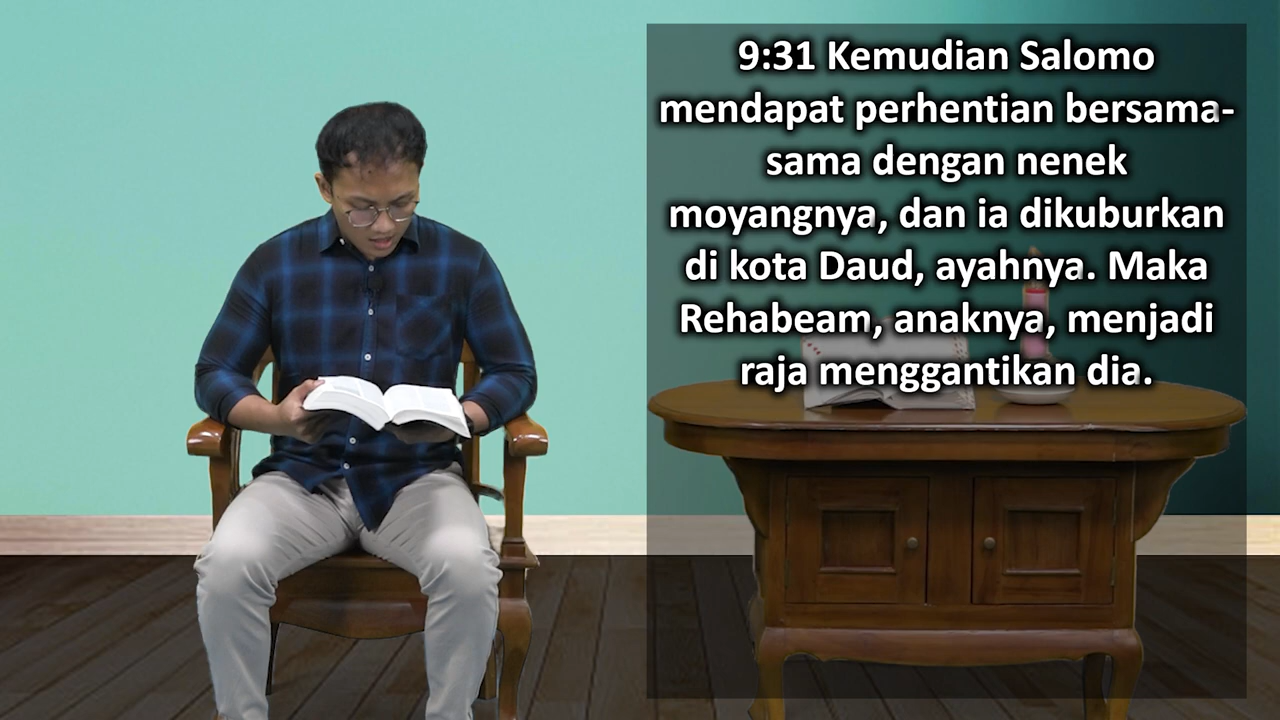 9:31 Kemudian Salomo
mendapat perhentian bersama-
sama dengan nenek
moyangnya, dan ia dikuburkan
di kota Daud, ayahnya. Maka
Rehabeam, anaknya, menjadi
raja menggantikan dia.